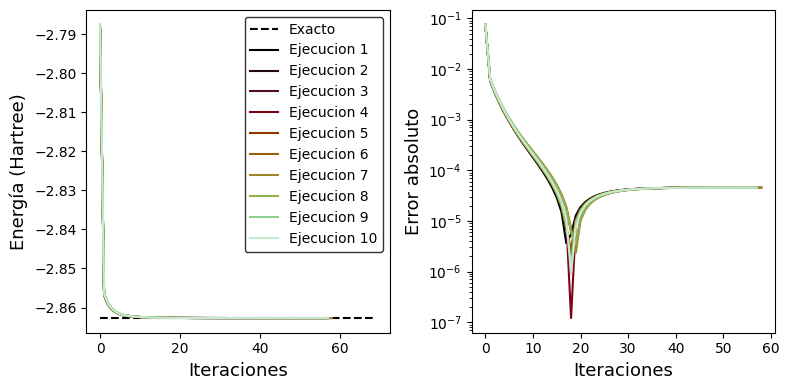 Energía (Hartree)
−2.79
−2.80
−2.81
−2.82
−2.83
−2.84
−2.85
−2.86
0 20 40 60
Iteraciones
Exacto
Ejecucion 1
Ejecucion 2
Ejecucion 3
Ejecucion 4
Ejecucion 5
Ejecucion 6
Ejecucion 7
Ejecucion 8
Ejecucion 9
Ejecucion 10
Error absoluto
10⁻¹
10⁻²
10⁻³
10⁻⁴
10⁻⁵
10⁻⁶
10⁻⁷
0 10 20 30 40 50 60
Iteraciones